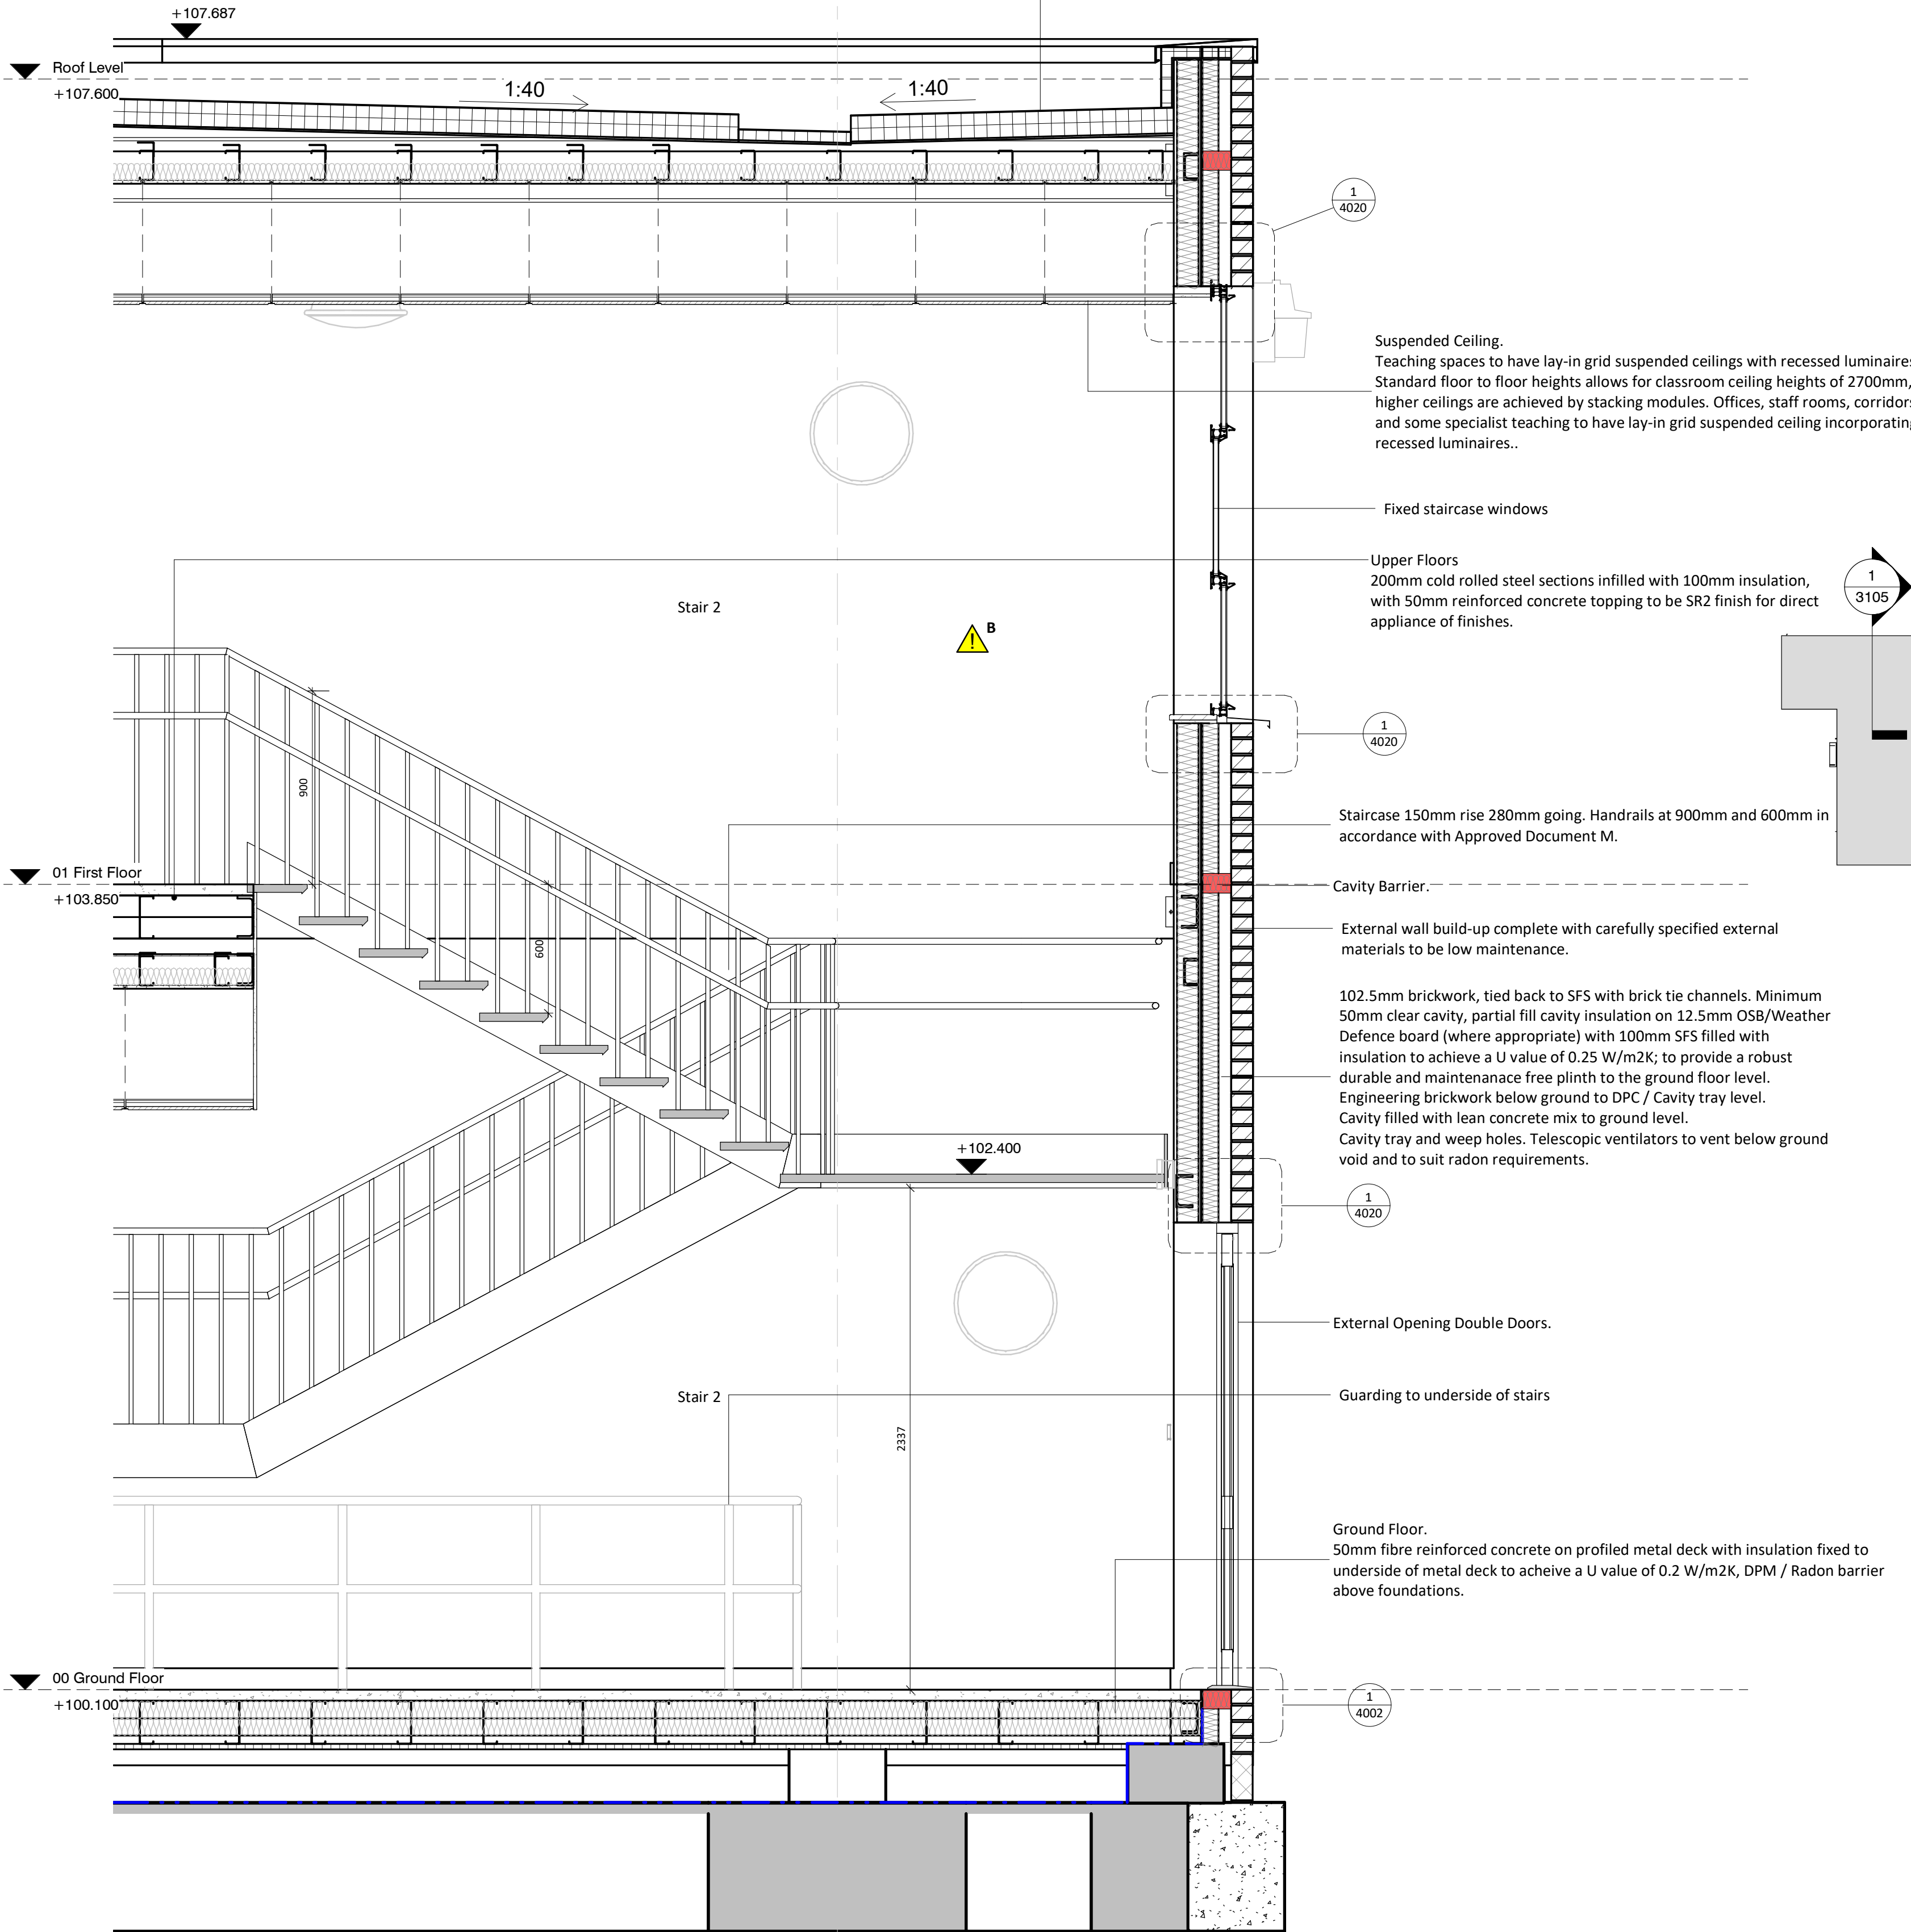 +107.687
Roof Level
+107.600
1:40
1:40
1
4020
Suspended Ceiling.
Teaching spaces to have lay-in grid suspended ceilings with recessed luminaires
Standard floor to floor heights allows for classroom ceiling heights of 2700mm,
higher ceilings are achieved by stacking modules. Offices, staff rooms, corridors
and some specialist teaching to have lay-in grid suspended ceiling incorporating
recessed luminaires..
Fixed staircase windows
Upper Floors
200mm cold rolled steel sections infilled with 100mm insulation,
with 50mm reinforced concrete topping to be SR2 finish for direct
appliance of finishes.
1
3105
Stair 2
! B
1
4020
900
Staircase 150mm rise 280mm going. Handrails at 900mm and 600mm in
accordance with Approved Document M.
01 First Floor
+103.850
Cavity Barrier.
600
External wall build-up complete with carefully specified external
materials to be low maintenance.
102.5mm brickwork, tied back to SFS with brick tie channels. Minimum
50mm clear cavity, partial fill cavity insulation on 12.5mm OSB/Weather
Defence board (where appropriate) with 100mm SFS filled with
insulation to achieve a U value of 0.25 W/m2K; to provide a robust
durable and maintenanace free plinth to the ground floor level.
Engineering brickwork below ground to DPC / Cavity tray level.
Cavity filled with lean concrete mix to ground level.
Cavity tray and weep holes. Telescopic ventilators to vent below ground
void and to suit radon requirements.
+102.400
1
4020
External Opening Double Doors.
Stair 2
Guarding to underside of stairs
2337
Ground Floor.
50mm fibre reinforced concrete on profiled metal deck with insulation fixed to
underside of metal deck to acheive a U value of 0.2 W/m2K, DPM / Radon barrier
above foundations.
00 Ground Floor
+100.100
1
4002